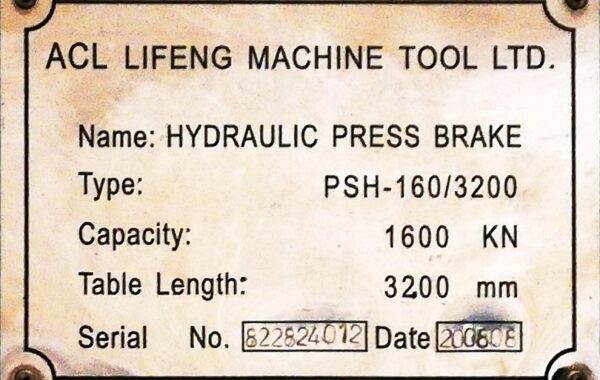 ACL LIFENG MACHINE TOOL LTD.
Name: HYDRAULIC PRESS BRAKE
Type: PSH-160/3200
Capacity: 1600 KN
Table Length: 3200 mm
Serial No. 822824012 Date